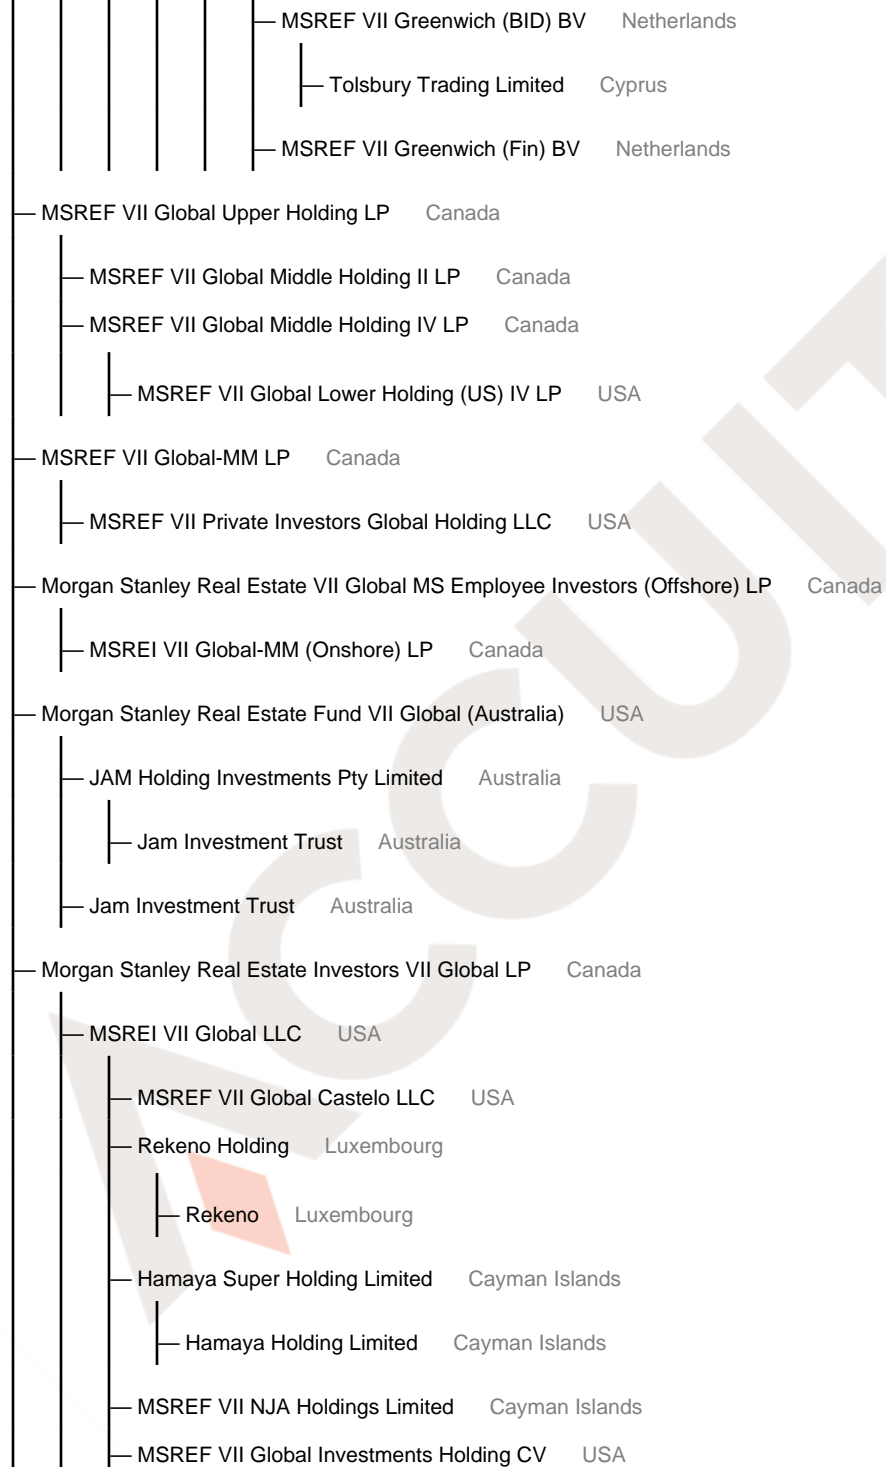 MSREF VII Greenwich (BID) BV Netherlands
Tolsbury Trading Limited Cyprus
MSREF VII Greenwich (Fin) BV Netherlands
MSREF VII Global Upper Holding LP Canada
MSREF VII Global Middle Holding II LP Canada
MSREF VII Global Middle Holding IV LP Canada
MSREF VII Global Lower Holding (US) IV LP USA
MSREF VII Global-MM LP Canada
MSREF VII Private Investors Global Holding LLC USA
Morgan Stanley Real Estate VII Global MS Employee Investors (Offshore) LP Canada
MSREI VII Global-MM (Onshore) LP Canada
Morgan Stanley Real Estate Fund VII Global (Australia) USA
JAM Holding Investments Pty Limited Australia
Jam Investment Trust Australia
Jam Investment Trust Australia
Morgan Stanley Real Estate Investors VII Global LP Canada
MSREI VII Global LLC USA
MSREF VII Global Castelo LLC USA
Rekeno Holding Luxembourg
Rekeno Luxembourg
Hamaya Super Holding Limited Cayman Islands
Hamaya Holding Limited Cayman Islands
MSREF VII NJA Holdings Limited Cayman Islands
MSREF VII Global Investments Holding CV USA
ACCUIT